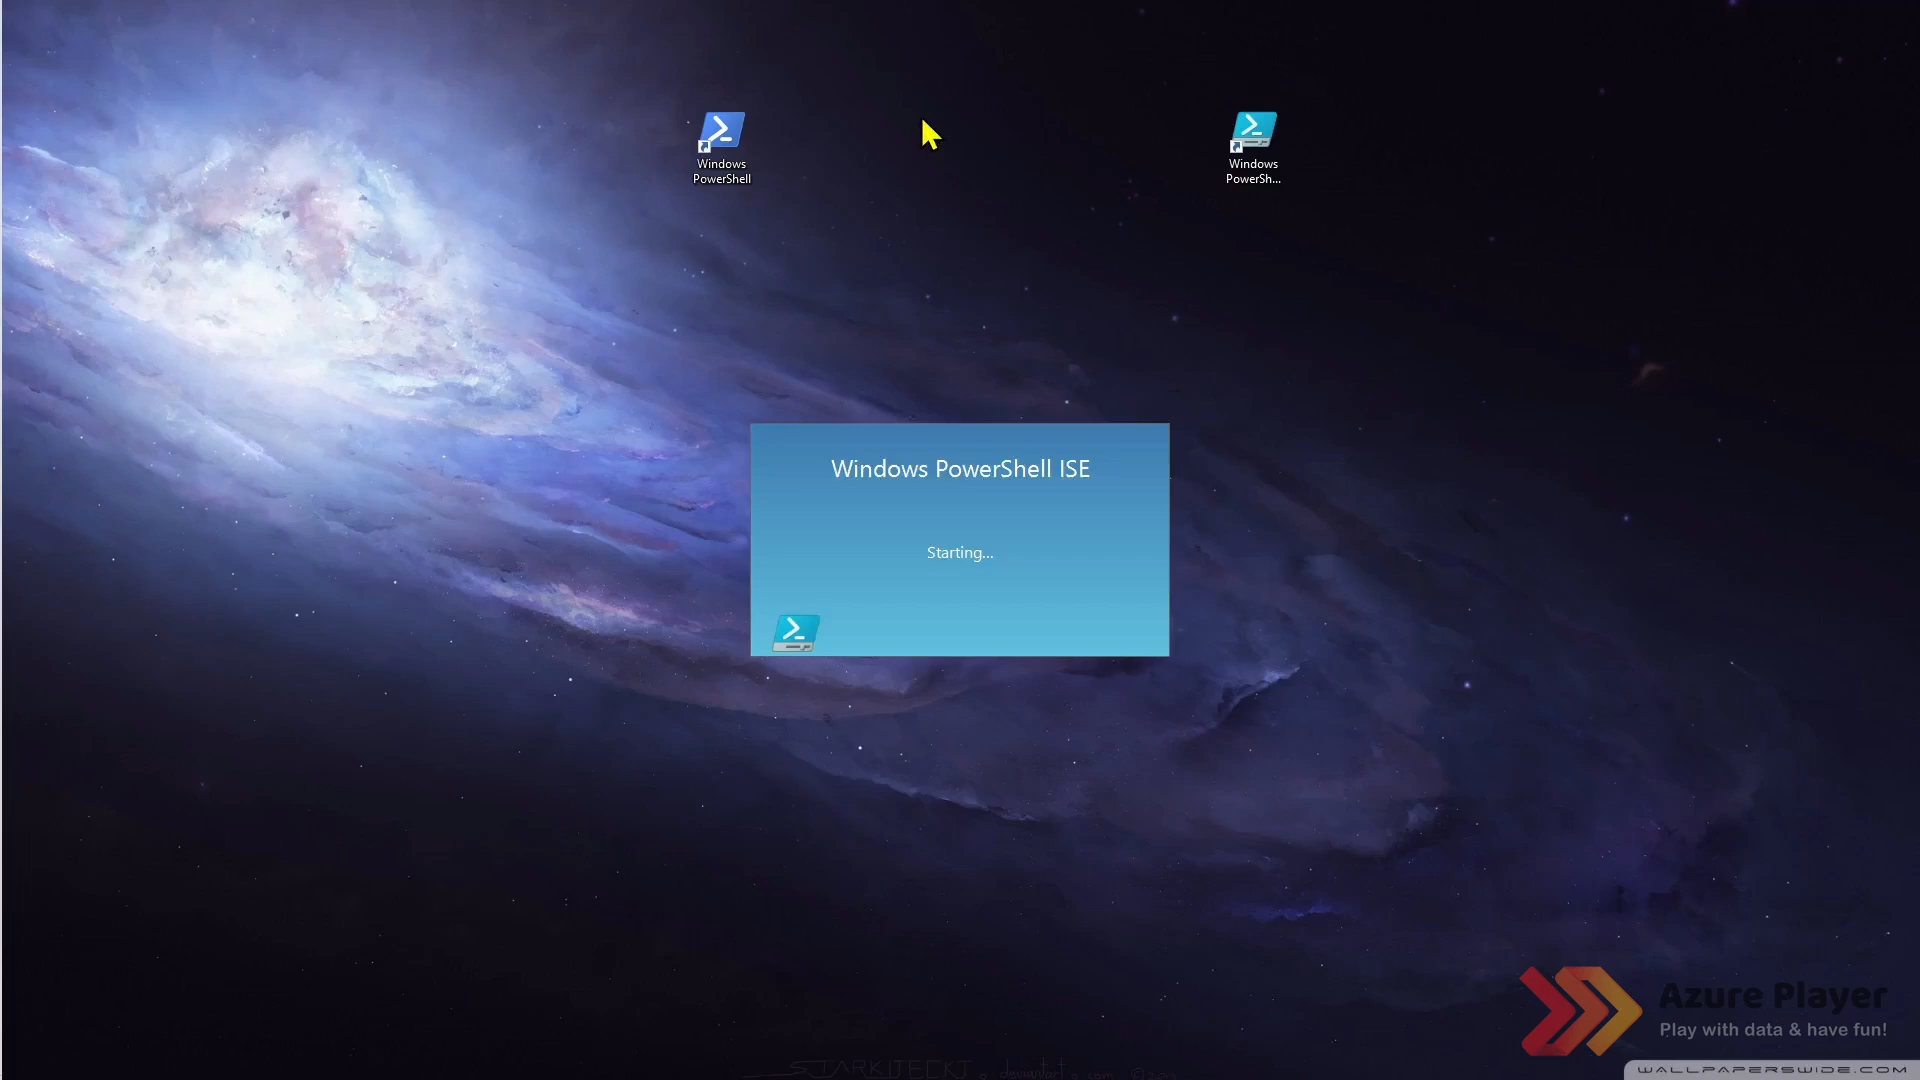 Windows
PowerShell
Windows
PowerSh...
Windows PowerShell ISE
Starting...
Azure Player
Play with data & have fun!
WALLPAPERSWIDE.COM